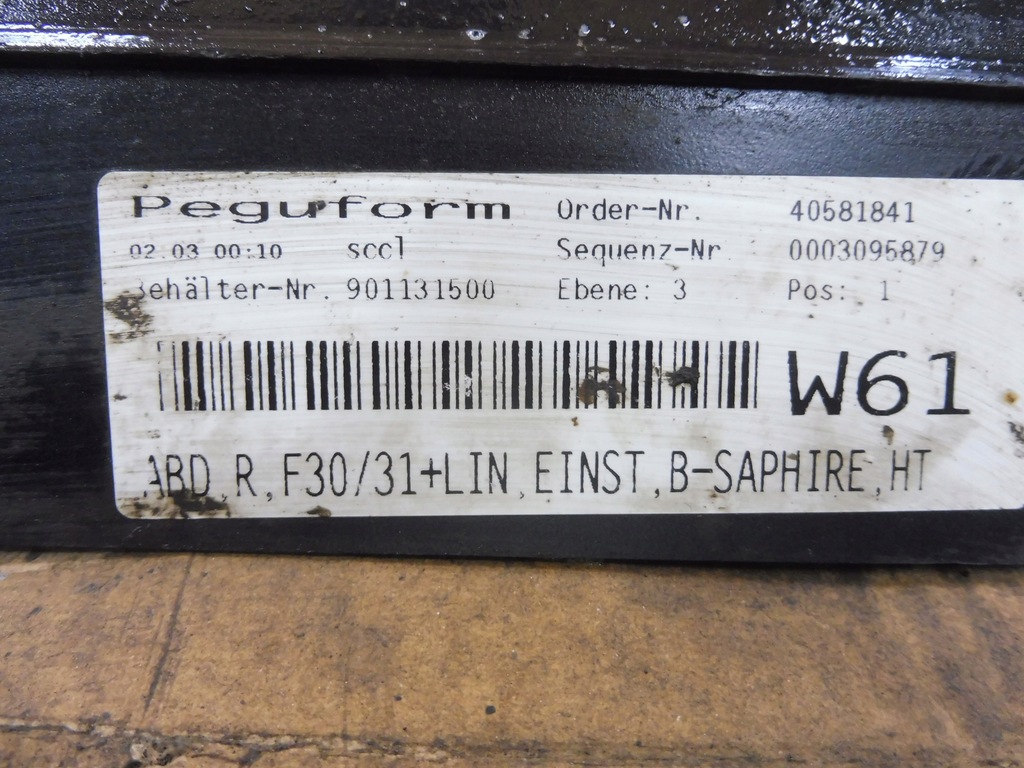 Peguform Order-Nr. 40581841
02.03 00:10 sccl Sequenz-Nr 0003095879
Behälter-Nr. 901131500 Ebene: 3 Pos: 1
W61
ABD,R,F30/31+LIN,EINST,B-SAPHIRE,HT